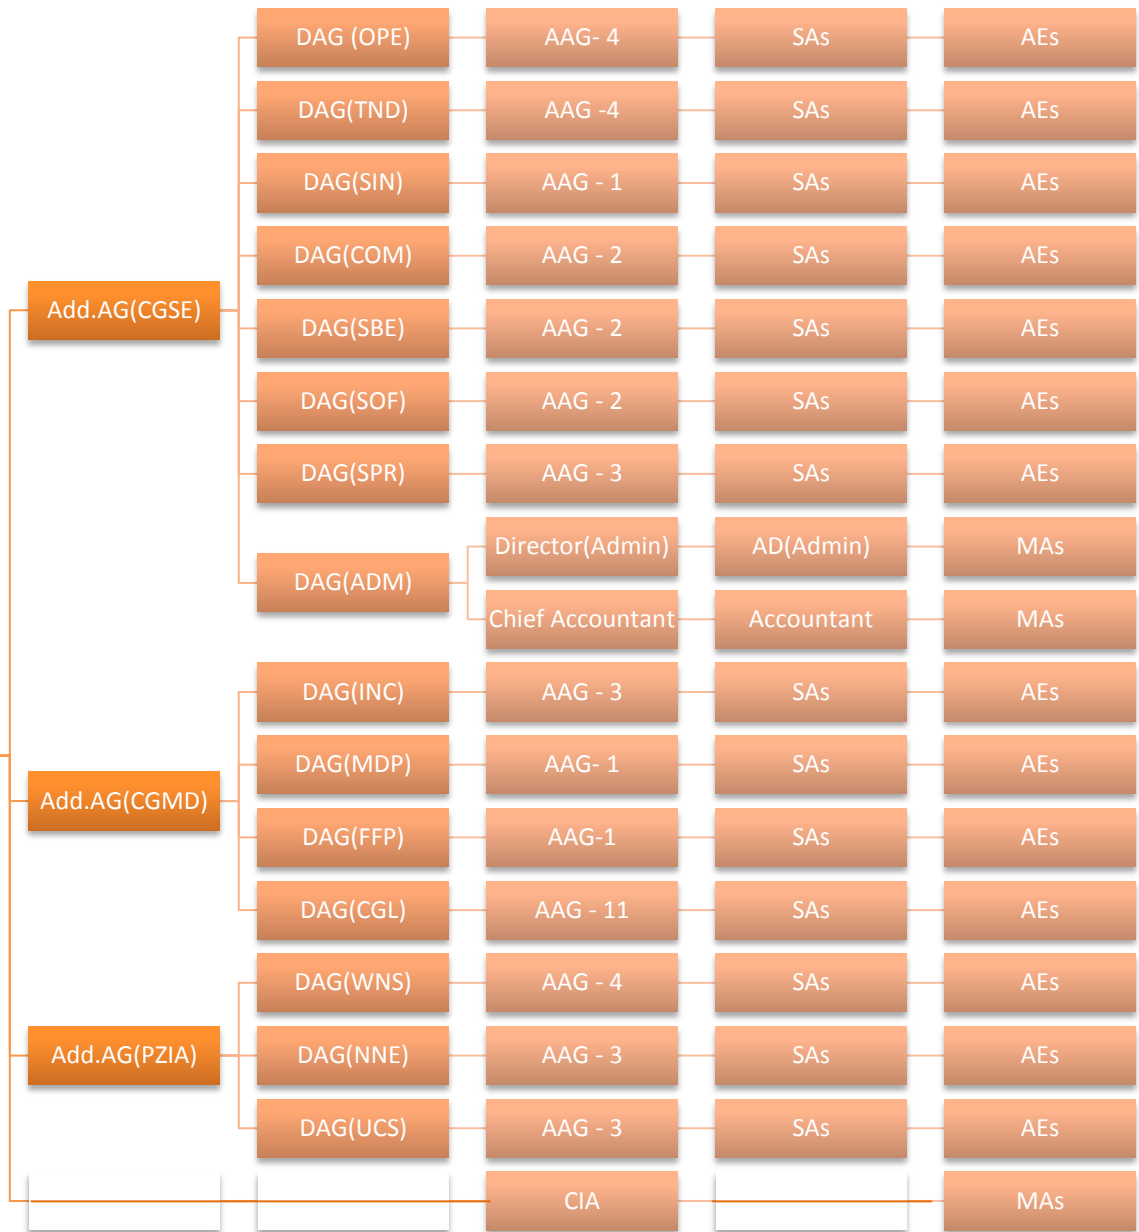 DAG (OPE) AAG- 4 SAs AEs
DAG(TND) AAG -4 SAs AEs
DAG(SIN) AAG - 1 SAs AEs
DAG(COM) AAG - 2 SAs AEs
Add.AG(CGSE)
DAG(SBE) AAG - 2 SAs AEs
DAG(SOF) AAG - 2 SAs AEs
DAG(SPR) AAG - 3 SAs AEs
Director(Admin) AD(Admin) MAs
DAG(ADM)
Chief Accountant Accountant MAs
DAG(INC) AAG - 3 SAs AEs
DAG(MDP) AAG- 1 SAs AEs
Add.AG(CGMD)
DAG(FFP) AAG-1 SAs AEs
DAG(CGL) AAG - 11 SAs AEs
DAG(WNS) AAG - 4 SAs AEs
Add.AG(PZIA) DAG(NNE) AAG - 3 SAs AEs
DAG(UCS) AAG - 3 SAs AEs
CIA MAs